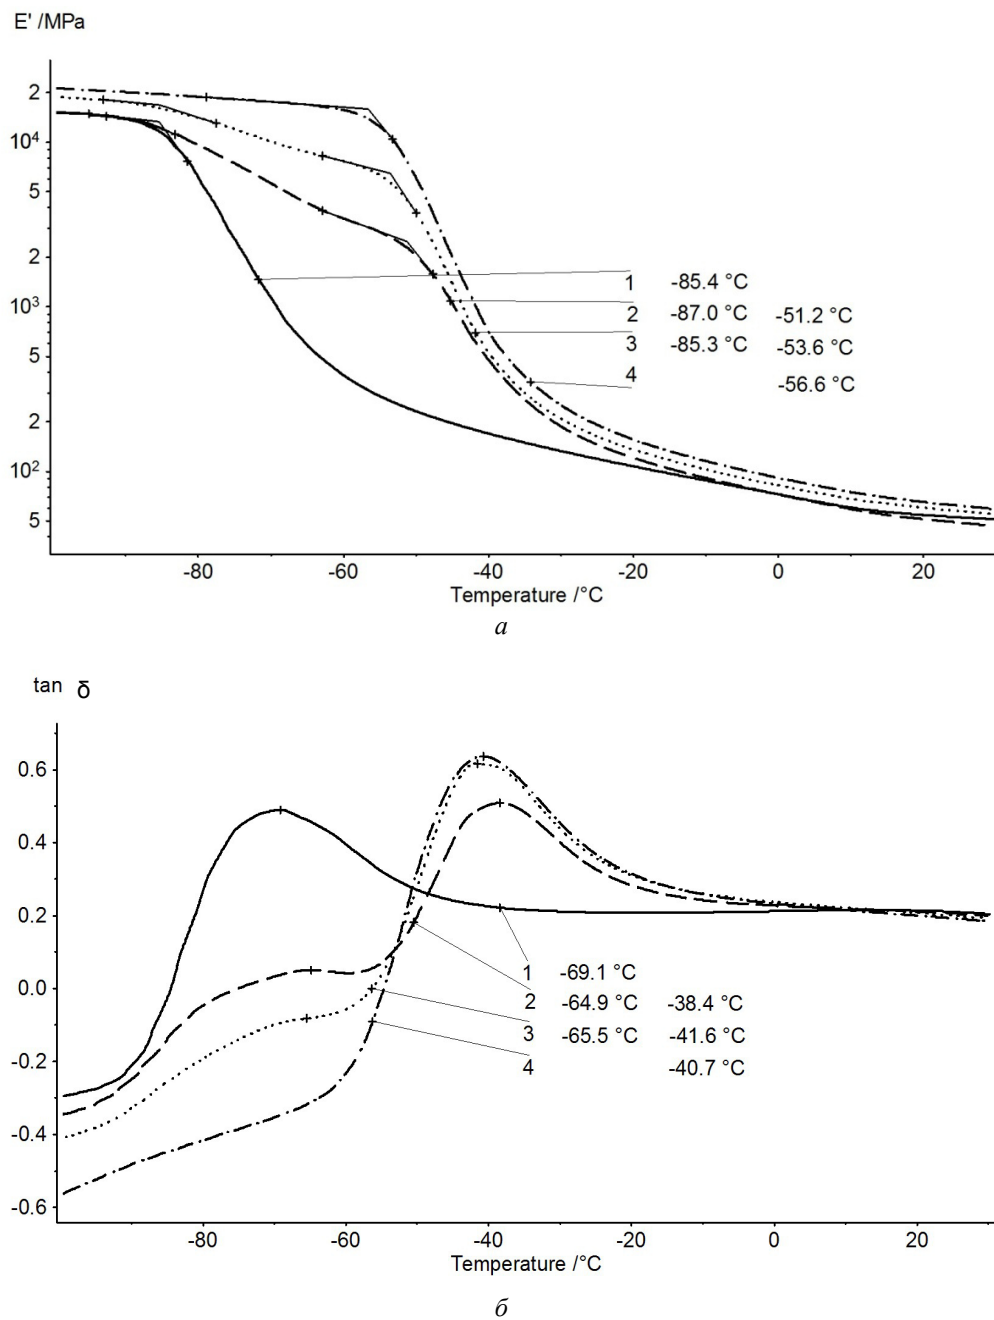 E' /MPa
2
10⁴
5
2
10³
5
2
10²
5
1 -85.4 °C
2 -87.0 °C -51.2 °C
3 -85.3 °C -53.6 °C
4 -56.6 °C
-80 -60 -40 -20 0 20
Temperature /°C
а
tan δ
0.6
0.4
0.2
0.0
-0.2
-0.4
-0.6
1 -69.1 °C
2 -64.9 °C -38.4 °C
3 -65.5 °C -41.6 °C
4 -40.7 °C
-80 -60 -40 -20 0 20
Temperature /°C
б